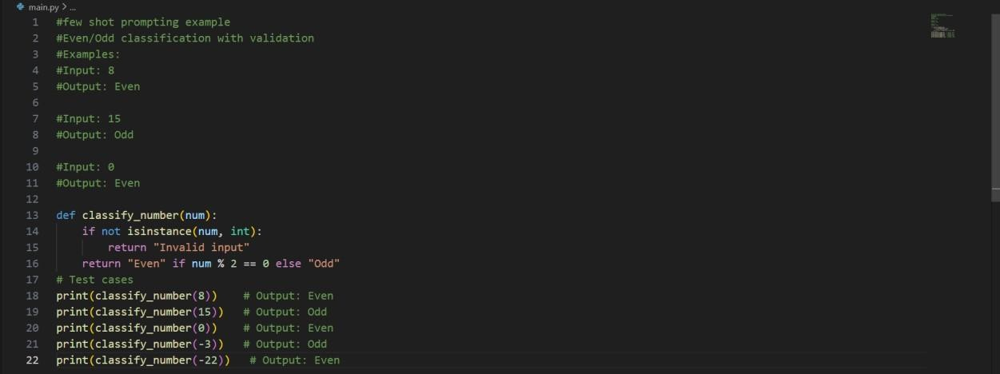 main.py > ...
1 #few shot prompting example
2 #Even/Odd classification with validation
3 #Examples:
4 #Input: 8
5 #Output: Even
6
7 #Input: 15
8 #Output: Odd
9
10 #Input: 0
11 #Output: Even
12
13 def classify_number(num):
14     if not isinstance(num, int):
15         return "Invalid input"
16     return "Even" if num % 2 == 0 else "Odd"
17 # Test cases
18 print(classify_number(8))    # Output: Even
19 print(classify_number(15))   # Output: Odd
20 print(classify_number(0))    # Output: Even
21 print(classify_number(-3))   # Output: Odd
22 print(classify_number(-22))   # Output: Even